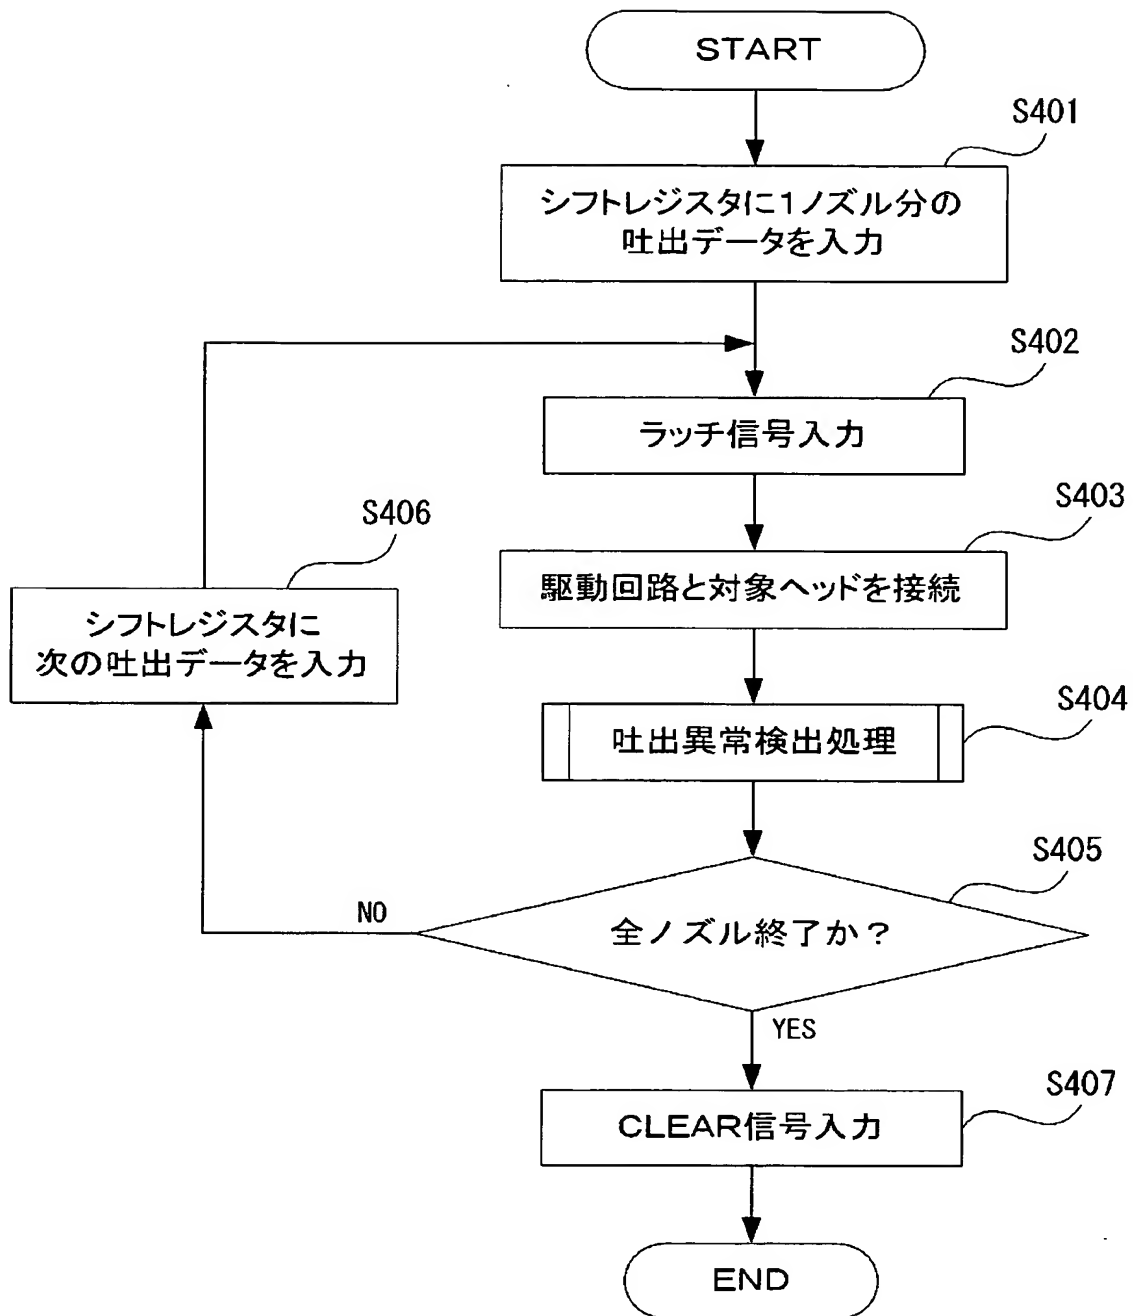 START
S401
シフトレジスタに1ノズル分の
吐出データを入力
S402
ラッチ信号入力
S403
駆動回路と対象ヘッドを接続
S406
シフトレジスタに
次の吐出データを入力
S404
吐出異常検出処理
S405
全ノズル終了か?
NO
YES
S407
CLEAR信号入力
END